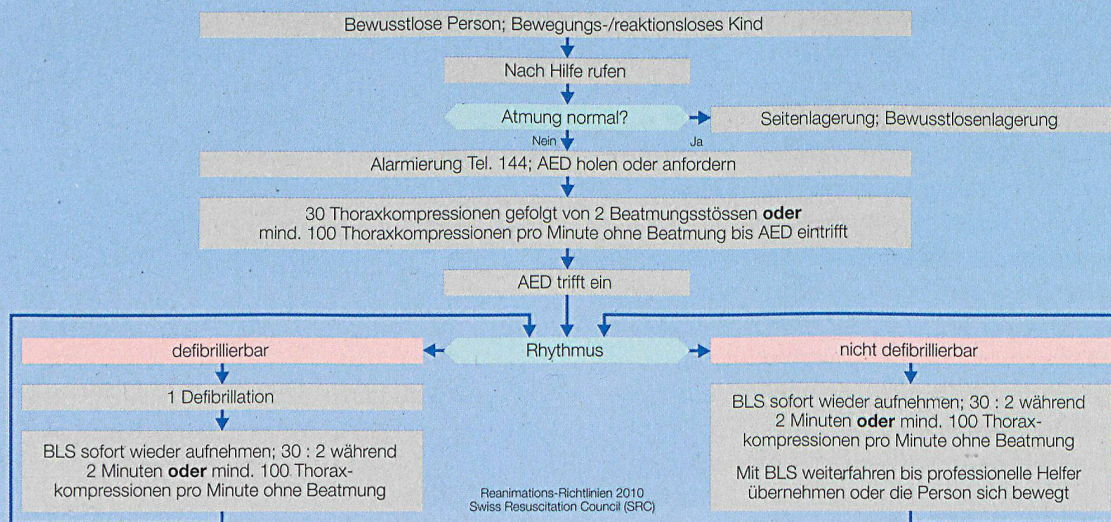 Bewusstlose Person; Bewegungs-/reaktionsloses Kind
Nach Hilfe rufen
Atmung normal?
Seitenlagerung; Bewusstlosenlagerung
Nein
Ja
Alarmierung Tel. 144; AED holen oder anfordern
30 Thoraxkompressionen gefolgt von 2 Beatmungsstössen oder
mind. 100 Thoraxkompressionen pro Minute ohne Beatmung bis AED eintrifft
AED trifft ein
defibrillierbar
Rhythmus
nicht defibrillierbar
1 Defibrillation
BLS sofort wieder aufnehmen; 30 : 2 während
2 Minuten oder mind. 100 Thorax-
kompressionen pro Minute ohne Beatmung
BLS sofort wieder aufnehmen; 30 : 2 während
2 Minuten oder mind. 100 Thorax-
kompressionen pro Minute ohne Beatmung
Mit BLS weiterfahren bis professionelle Helfer
übernehmen oder die Person sich bewegt
Reanimations-Richtlinien 2010
Swiss Resuscitation Council (SRC)